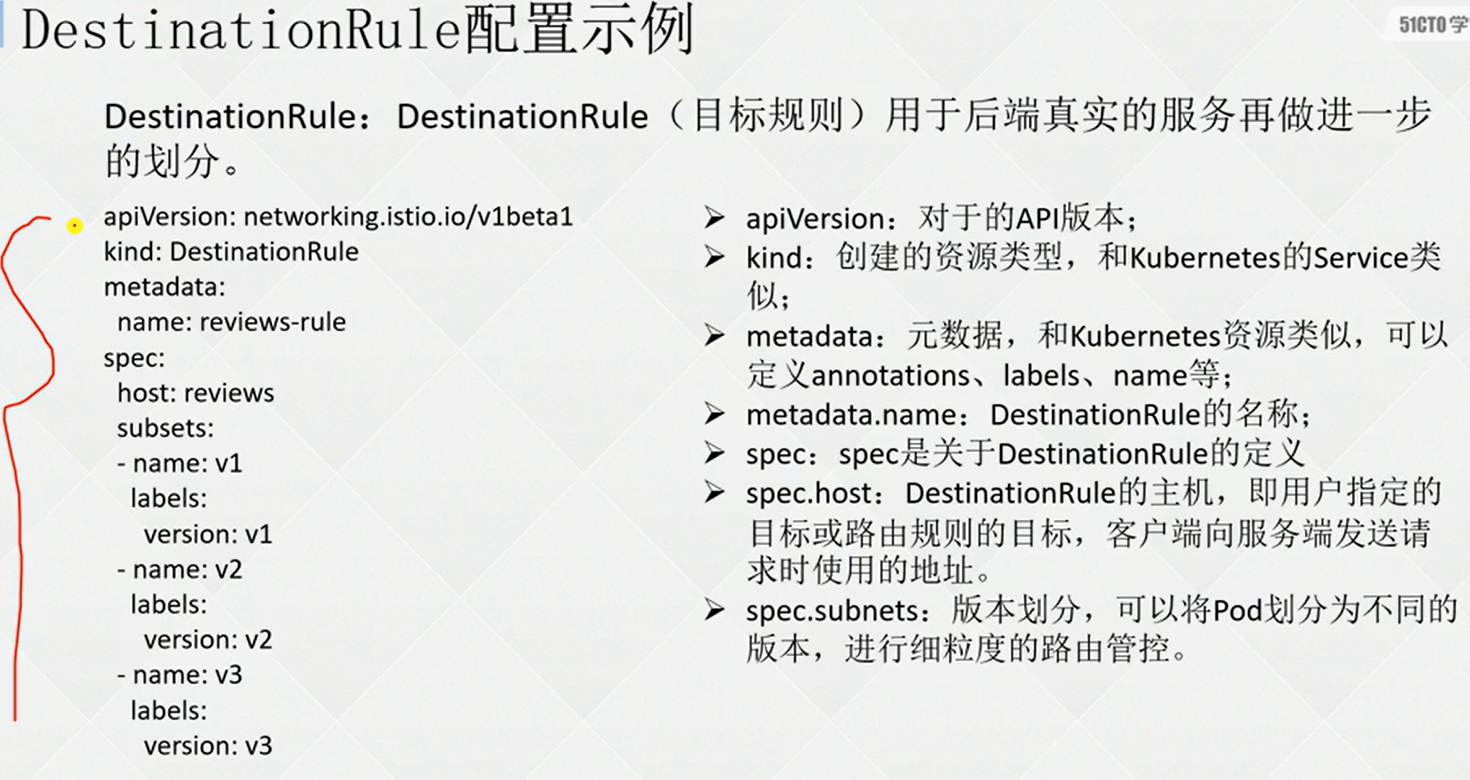 DestinationRule配置示例
51CTO 学
DestinationRule：DestinationRule（目标规则）用于后端真实的服务再做进一步
的划分。
apiVersion: networking.istio.io/v1beta1
kind: DestinationRule
metadata:
name: reviews-rule
spec:
host: reviews
subsets:
- name: v1
labels:
version: v1
- name: v2
labels:
version: v2
- name: v3
labels:
version: v3
➢ apiVersion：对于的API版本；
➢ kind：创建的资源类型，和Kubernetes的Service类
似；
➢ metadata：元数据，和Kubernetes资源类似，可以
定义annotations、labels、name等；
➢ metadata.name：DestinationRule的名称；
➢ spec：spec是关于DestinationRule的定义
➢ spec.host：DestinationRule的主机，即用户指定的
目标或路由规则的目标，客户端向服务端发送请
求时使用的地址。
➢ spec.subnets：版本划分，可以将Pod划分为不同的
版本，进行细粒度的路由管控。